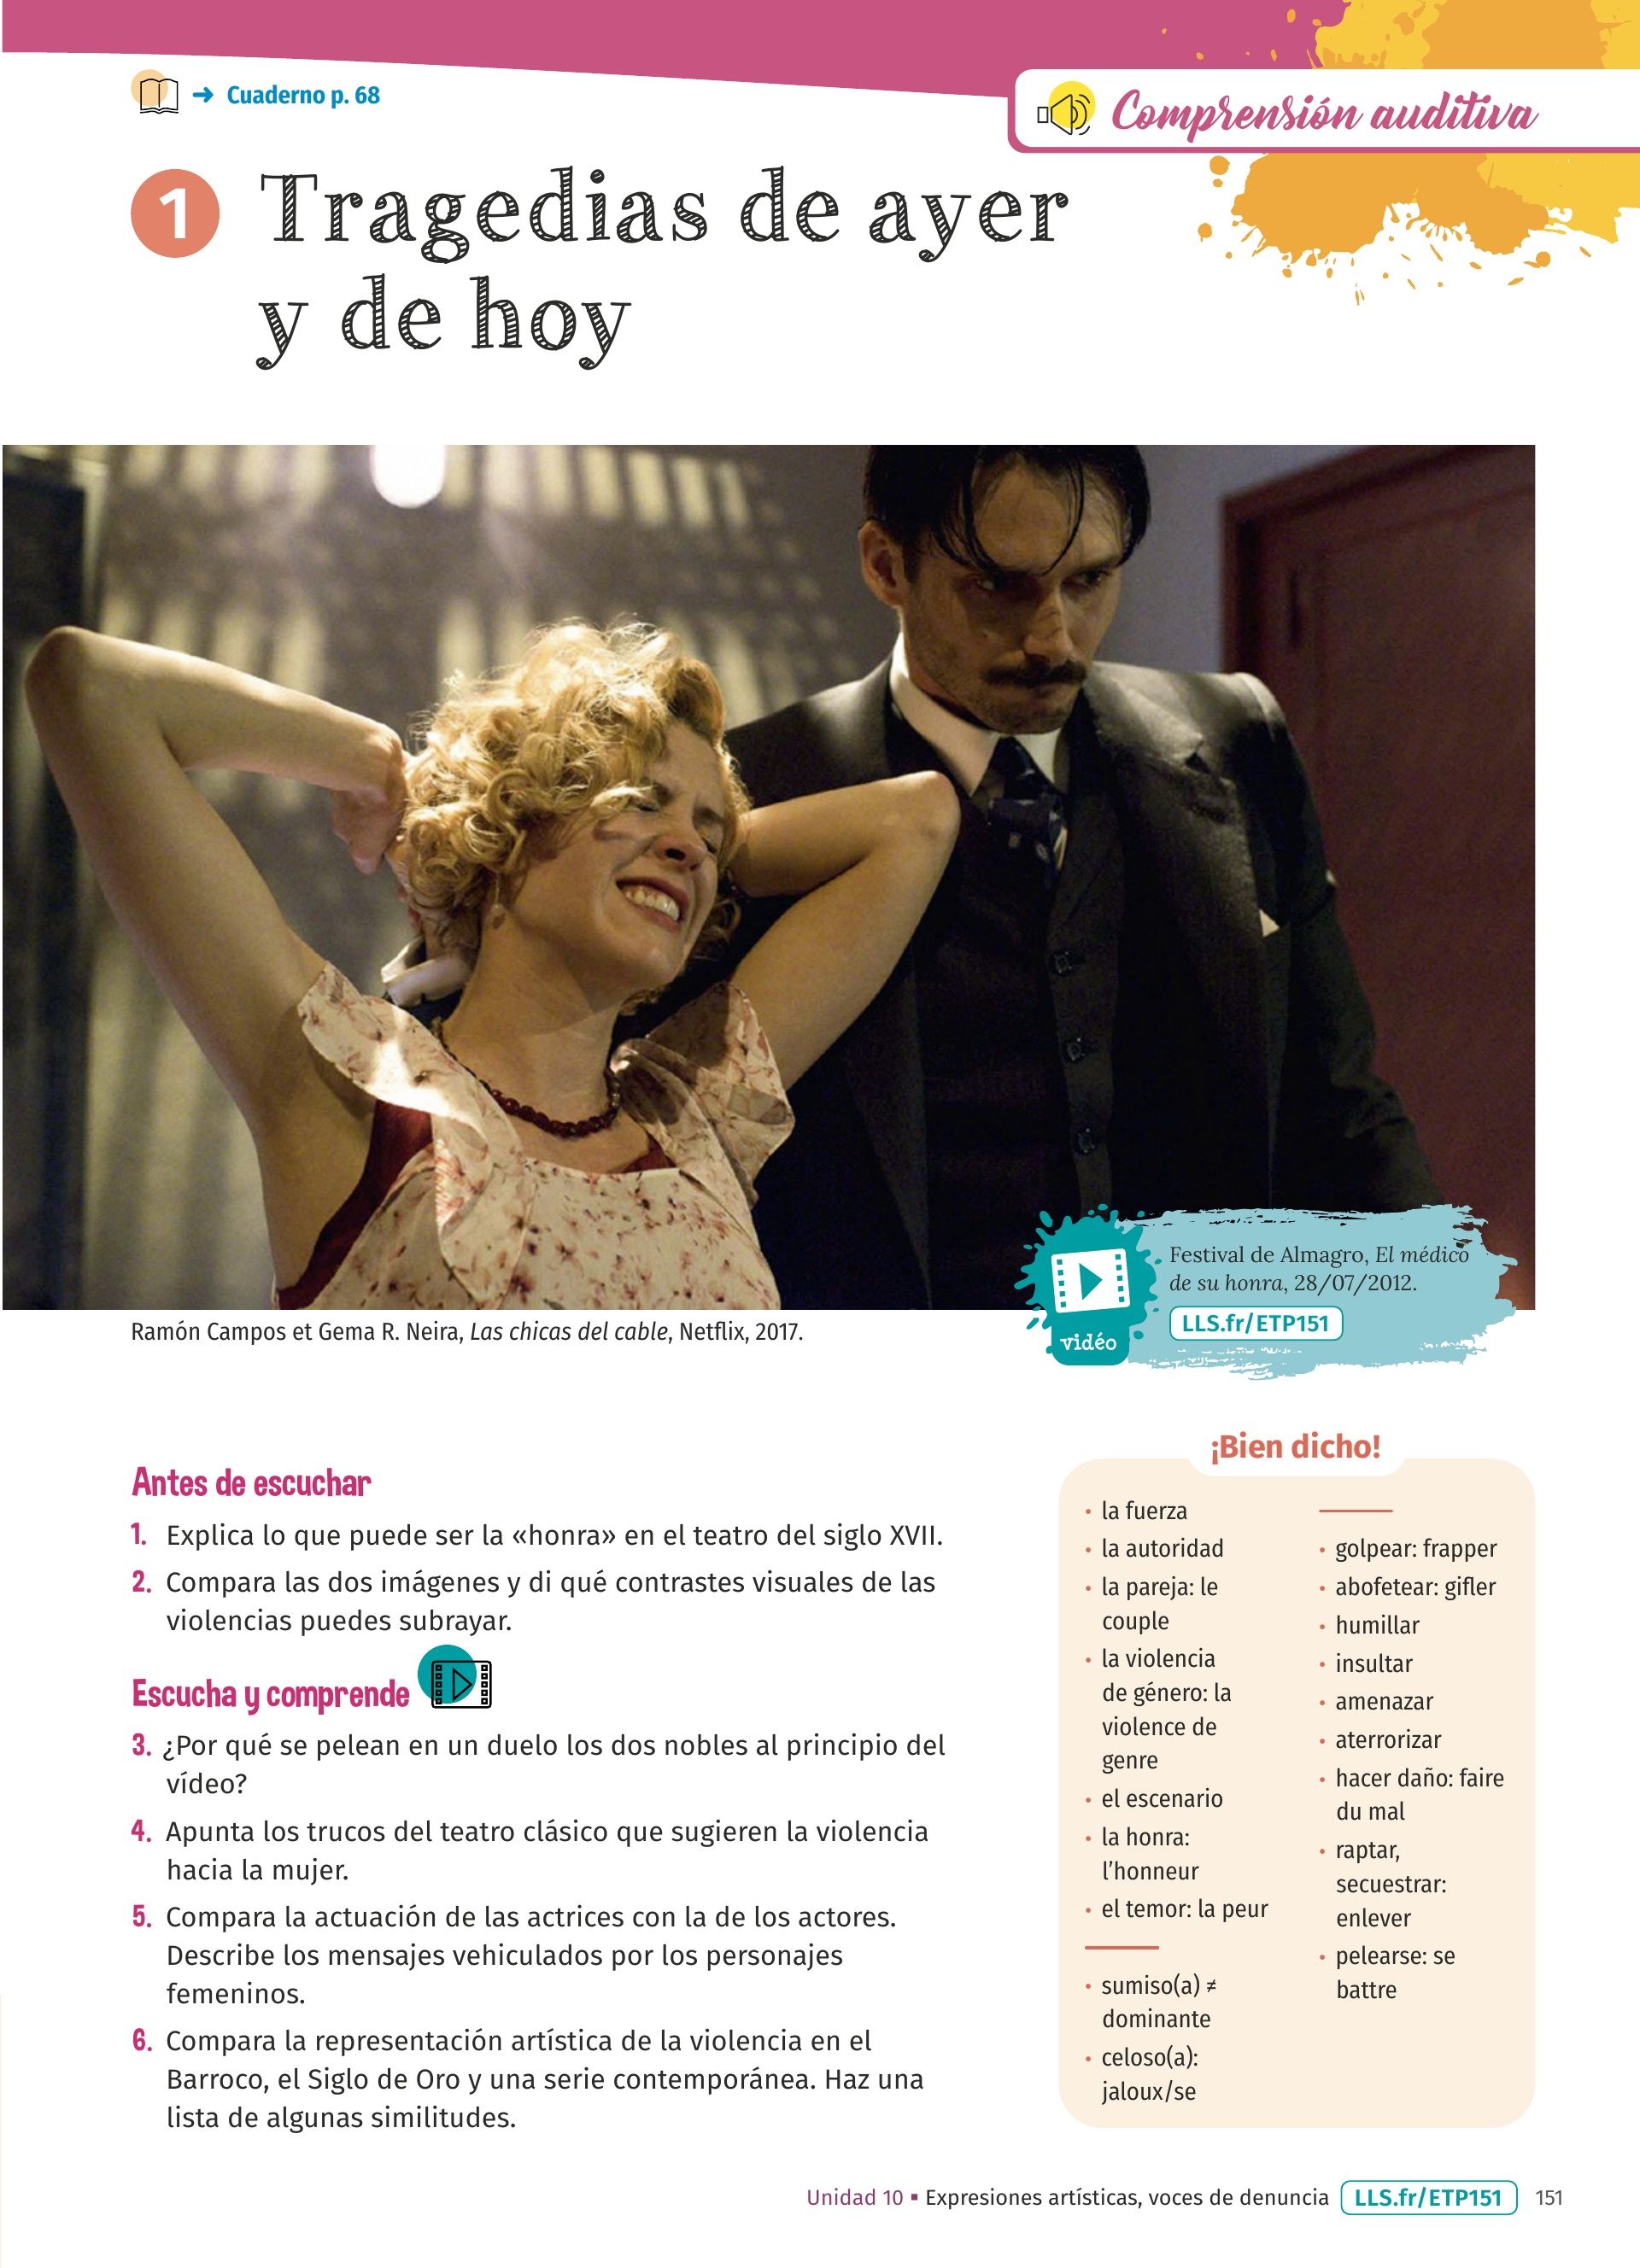 → Cuaderno p. 68
Comprensión auditiva
1 Tragedias de ayer
y de hoy
Festival de Almagro, El médico
de su honra, 28/07/2012.
LLS.fr/ETP151
vidéo
Ramón Campos et Gema R. Neira, Las chicas del cable, Netflix, 2017.
Antes de escuchar
1. Explica lo que puede ser la «honra» en el teatro del siglo XVII.
2. Compara las dos imágenes y di qué contrastes visuales de las
violencias puedes subrayar.
Escucha y comprende
3. ¿Por qué se pelean en un duelo los dos nobles al principio del
vídeo?
4. Apunta los trucos del teatro clásico que sugieren la violencia
hacia la mujer.
5. Compara la actuación de las actrices con la de los actores.
Describe los mensajes vehiculados por los personajes
femeninos.
6. Compara la representación artística de la violencia en el
Barroco, el Siglo de Oro y una serie contemporánea. Haz una
lista de algunas similitudes.
¡Bien dicho!
• la fuerza
• la autoridad
• la pareja: le
couple
• la violencia
de género: la
violence de
genre
• el escenario
• la honra:
l'honneur
• el temor: la peur
• sumiso(a) ≠
dominante
• celoso(a):
jaloux/se
• golpear: frapper
• abofetear: gifler
• humillar
• insultar
• amenazar
• aterrorizar
• hacer daño: faire
du mal
• raptar,
secuestrar:
enlever
• pelearse: se
battre
Unidad 10 ▪ Expresiones artísticas, voces de denuncia LLS.fr/ETP151 151